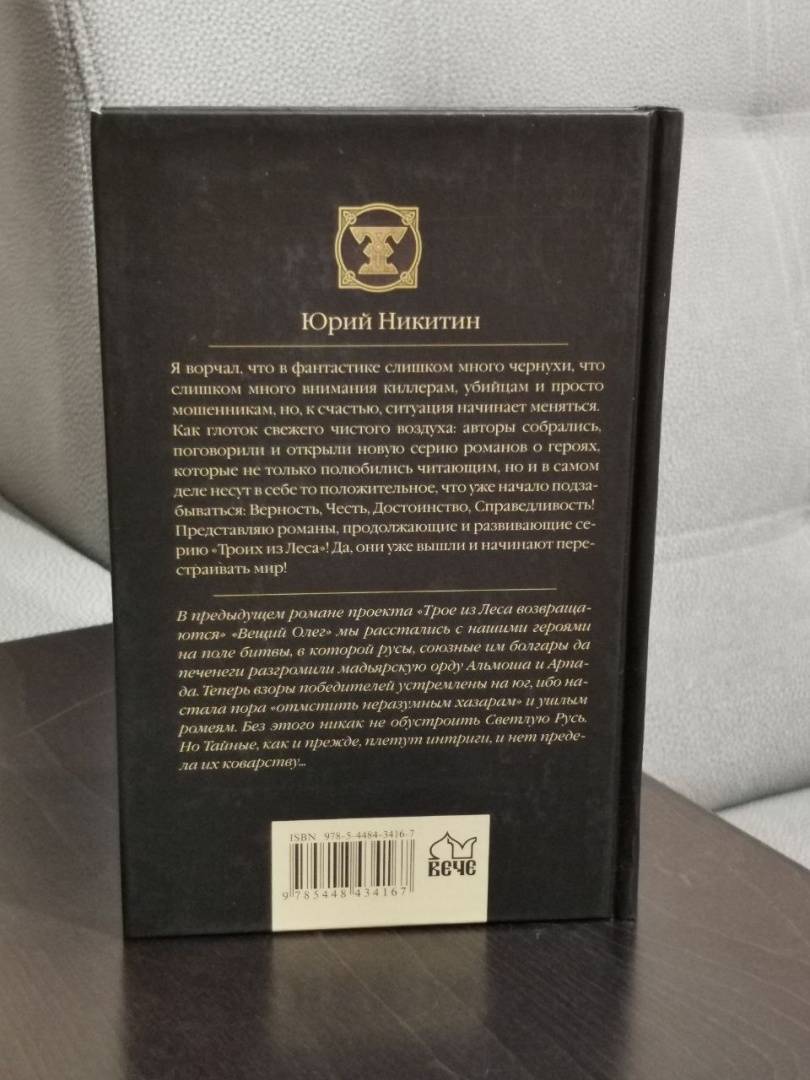 Юрий Никитин
Я ворчал, что в фантастике слишком много чернухи, что
слишком много внимания киллерам, убийцам и просто
мошенникам, но, к счастью, ситуация начинает меняться.
Как глоток свежего чистого воздуха: авторы собрались,
поговорили и открыли новую серию романов о героях,
которые не только полюбились читающим, но и в самом
деле несут в себе то положительное, что уже начало подза-
бываться: Верность, Честь, Достоинство, Справедливость!
Представляю романы, продолжающие и развивающие се-
рию «Троих из Леса»! Да, они уже вышли и начинают пере-
страивать мир!
В предыдущем романе проекта «Трое из Леса возвраща-
ются» «Вещий Олег» мы расстались с нашими героями
на поле битвы, в которой русы, союзные им болгары да
печенеги разгромили мадьярскую орду Альмоша и Арпа-
да. Теперь взоры победителей устремлены на юг, ибо на-
стала пора «отмстить неразумным хазарам» и ушлым
ромеям. Без этого никак не обустроить Светлую Русь.
Но Тайные, как и прежде, плетут интриги, и нет преде-
ла их коварству...
ISBN 978-5-4484-3416-7
9 785448 434167
ВЕЧЕ